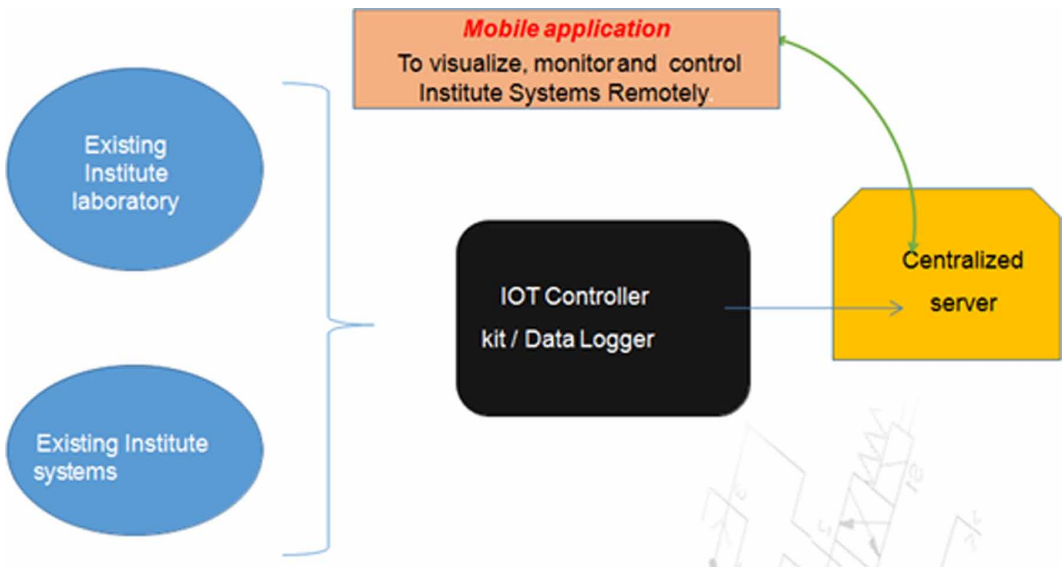 Mobile application
To visualize, monitor and control
Institute Systems Remotely.
Existing
Institute
laboratory
IOT Controller
kit / Data Logger
Centralized
server
Existing Institute
systems